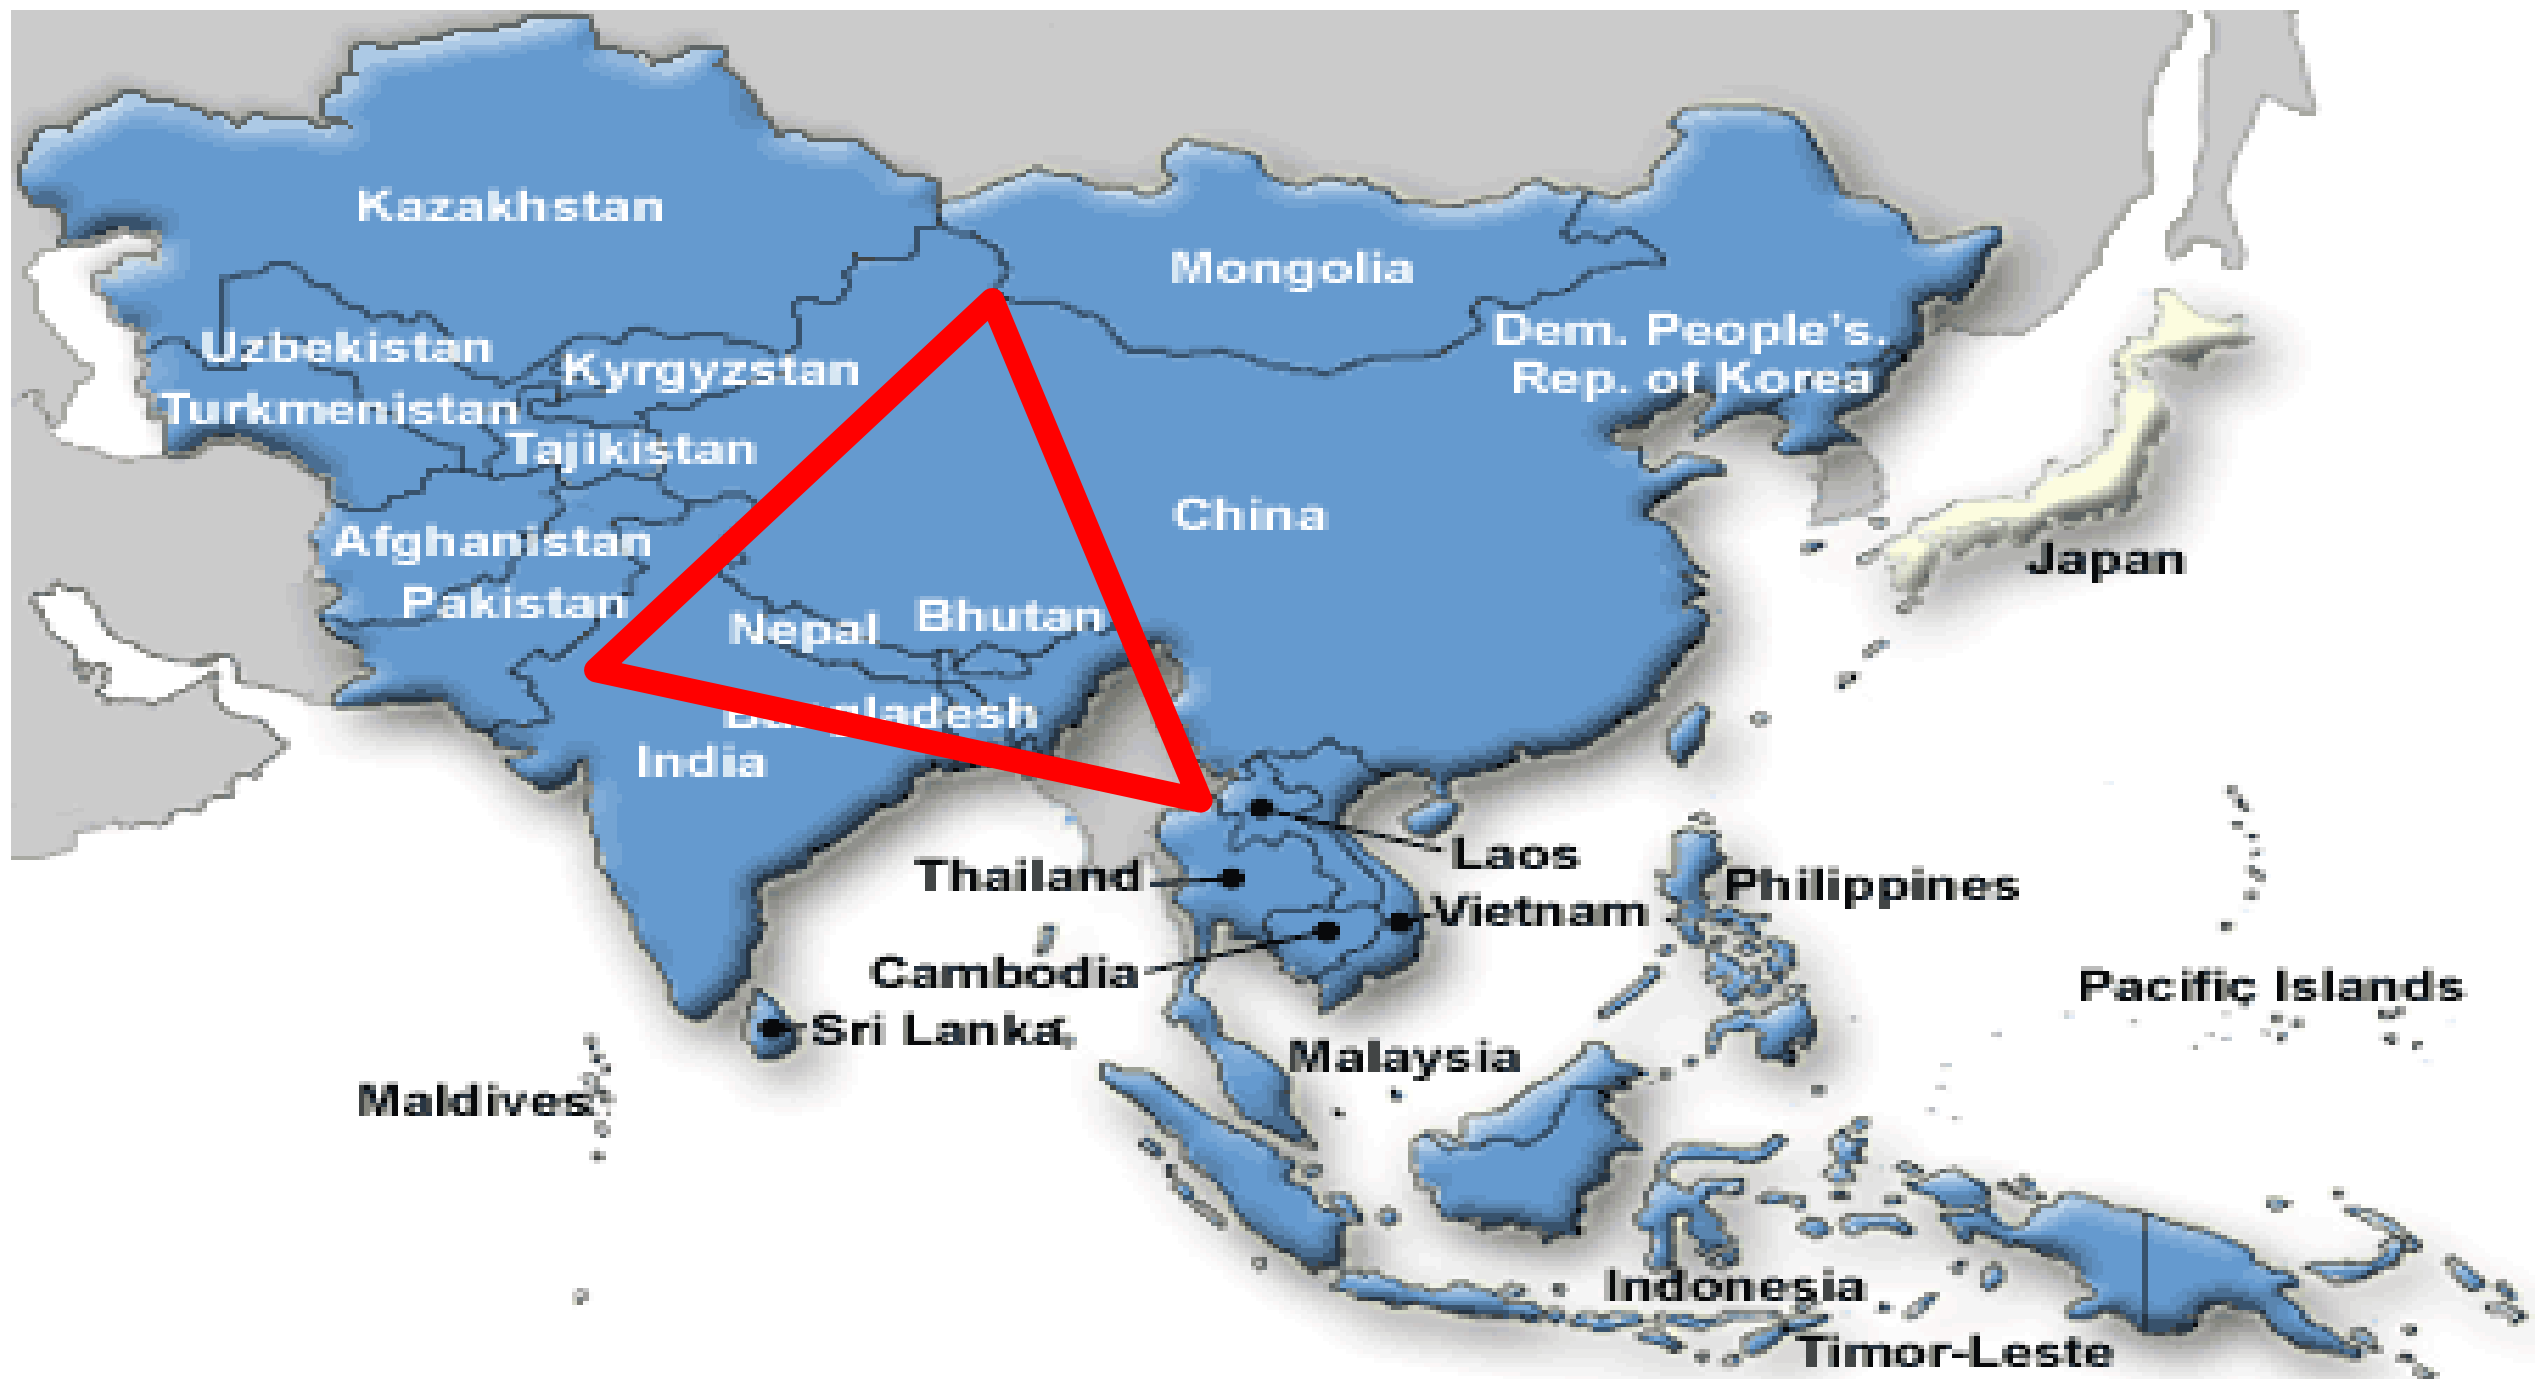 Kazakhstan
Mongolia
Uzbekistan
Dem. People's.
Rep. of Korea
Kyrgyzstan
Turkmenistan
Tajikistan
China
Afghanistan
Japan
Pakistan
Nepal
Bhutan
Bangladesh
India
Laos
Thailand
Philippines
Vietnam
Cambodia
Pacific Islands
Sri Lanka
Malaysia
Maldives
Indonesia
Timor-Leste